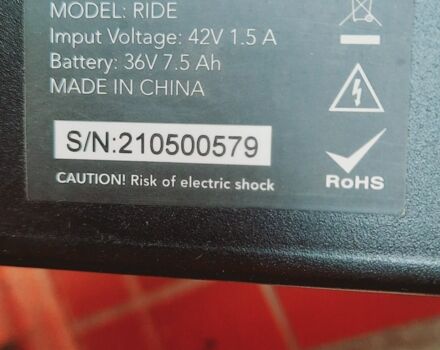 MODEL: RIDE
Imput Voltage: 42V 1.5 A
Battery: 36V 7.5 Ah
MADE IN CHINA
S/N:210500579
CAUTION! Risk of electric shock
RoHS